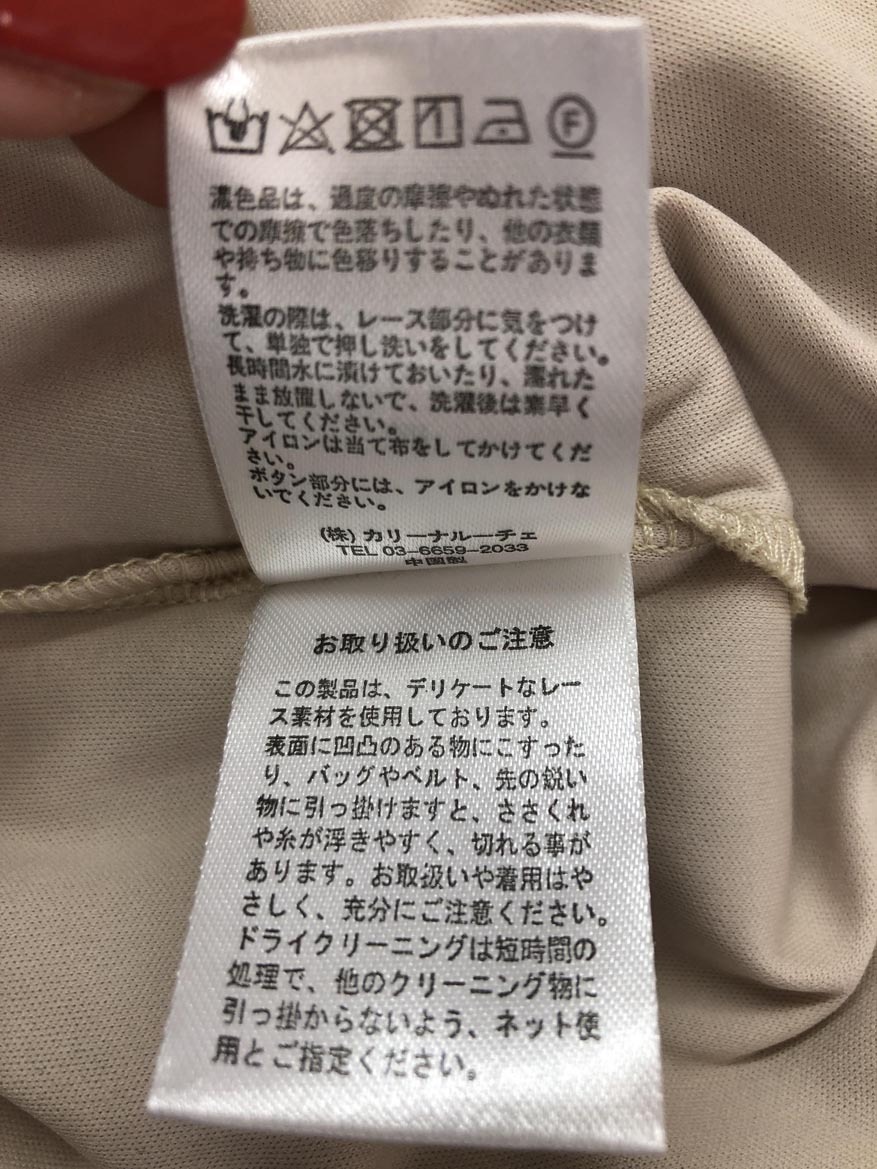 F
濃色品は、過度の摩擦やぬれた状態
での摩擦で色落ちしたり、他の衣類
や持ち物に色移りすることがありま
す。
洗濯の際は、レース部分に気をつけ
て、単独で押し洗いをしてください。
長時間水に漬けておいたり、濡れた
まま放置しないで、洗濯後は素早く
干してください。
アイロンは当て布をしてかけてくだ
さい。
ボタン部分には、アイロンをかけな
いでください。
(株) カリーナルーチェ
TEL 03-6659-2033
中国製
お取り扱いのご注意
この製品は、デリケートなレー
ス素材を使用しております。
表面に凹凸のある物にこすった
り、バッグやベルト、先の鋭い
物に引っ掛けますと、ささくれ
や糸が浮きやすく、切れる事が
あります。お取扱いや着用はや
さしく、充分にご注意ください。
ドライクリーニングは短時間の
処理で、他のクリーニング物に
引っ掛からないよう、ネット使
用とご指定ください。